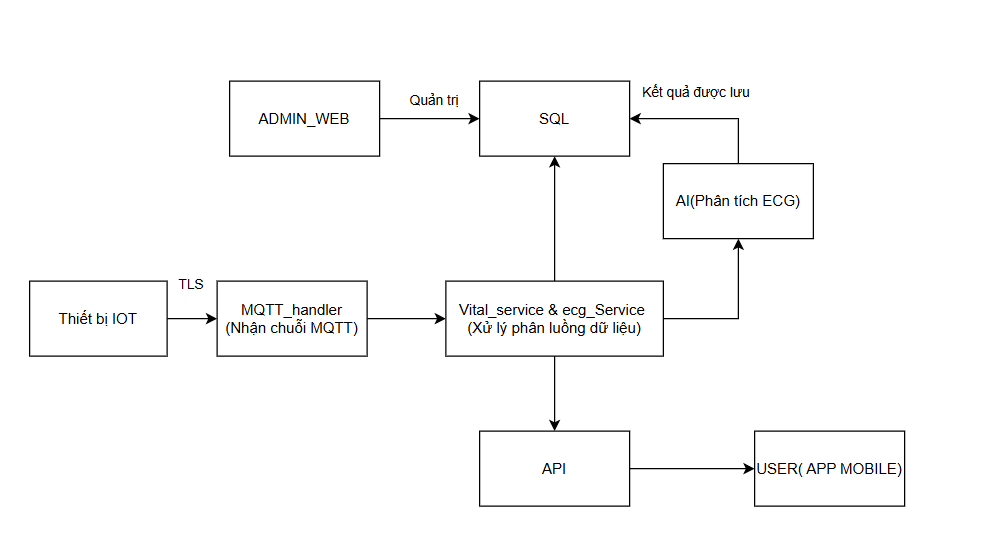 Quản trị
Kết quả được lưu
ADMIN_WEB
SQL
AI(Phân tích ECG)
TLS
Thiết bị IOT
MQTT_handler
(Nhận chuỗi MQTT)
Vital_service & ecg_Service
(Xử lý phân luồng dữ liệu)
API
USER( APP MOBILE)